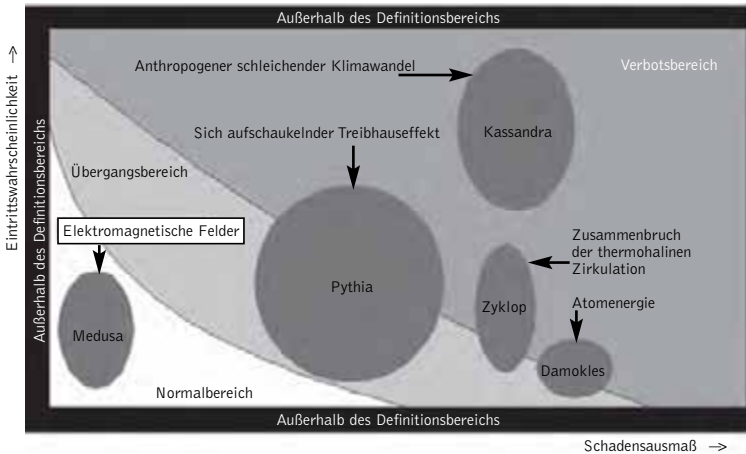 Außerhalb des Definitionsbereichs
Eintrittswahrscheinlichkeit
Außerhalb des Definitionsbereichs
Anthropogener schleichender Klimawandel
Verbotsbereich
Kassandra
Sich aufschaukelnder Treibhauseffekt
Übergangsbereich
Elektromagnetische Felder
Zusammenbruch
der thermohalinen
Zirkulation
Pythia
Zyklop
Atomenergie
Medusa
Damokles
Normalbereich
Außerhalb des Definitionsbereichs
Schadensausmaß